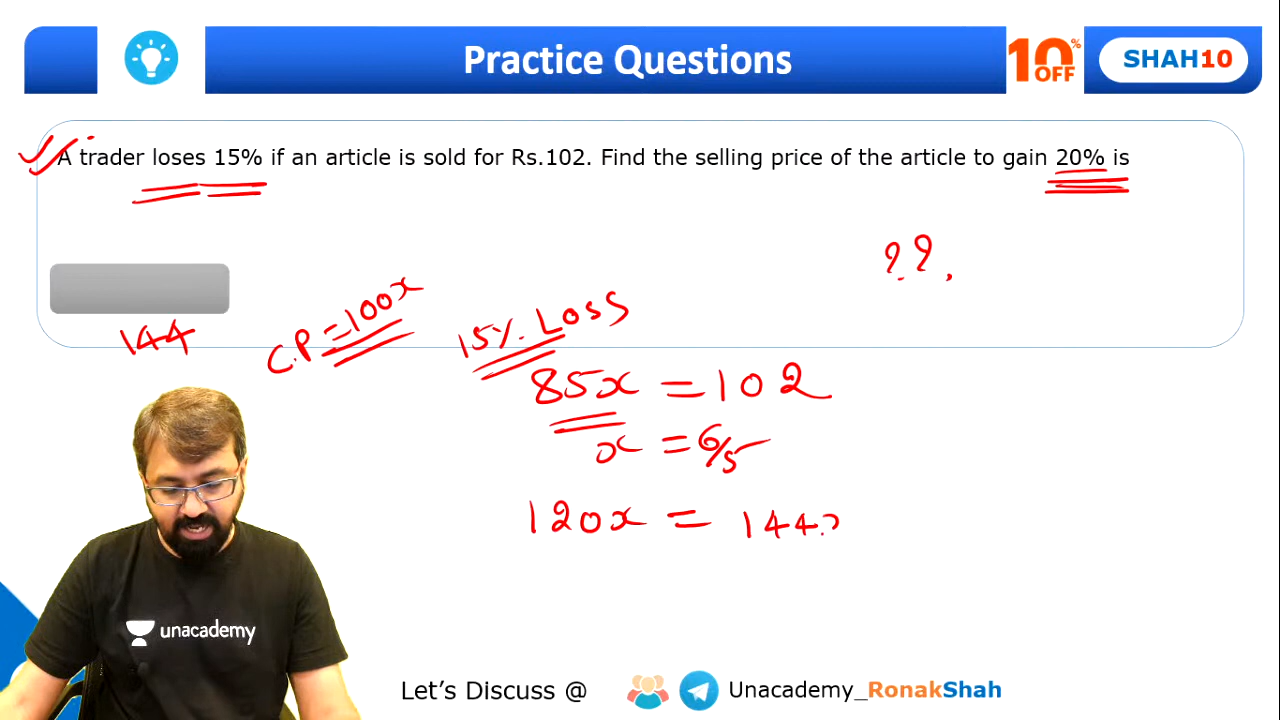 Practice Questions
10% OFF
SHAH10
A trader loses 15% if an article is sold for Rs.102. Find the selling price of the article to gain 20% is
??.
144
C.P = 100x
15% Loss
85x = 102
x = 6/5
120x = 144.
unacademy
Let’s Discuss @
Unacademy_RonakShah